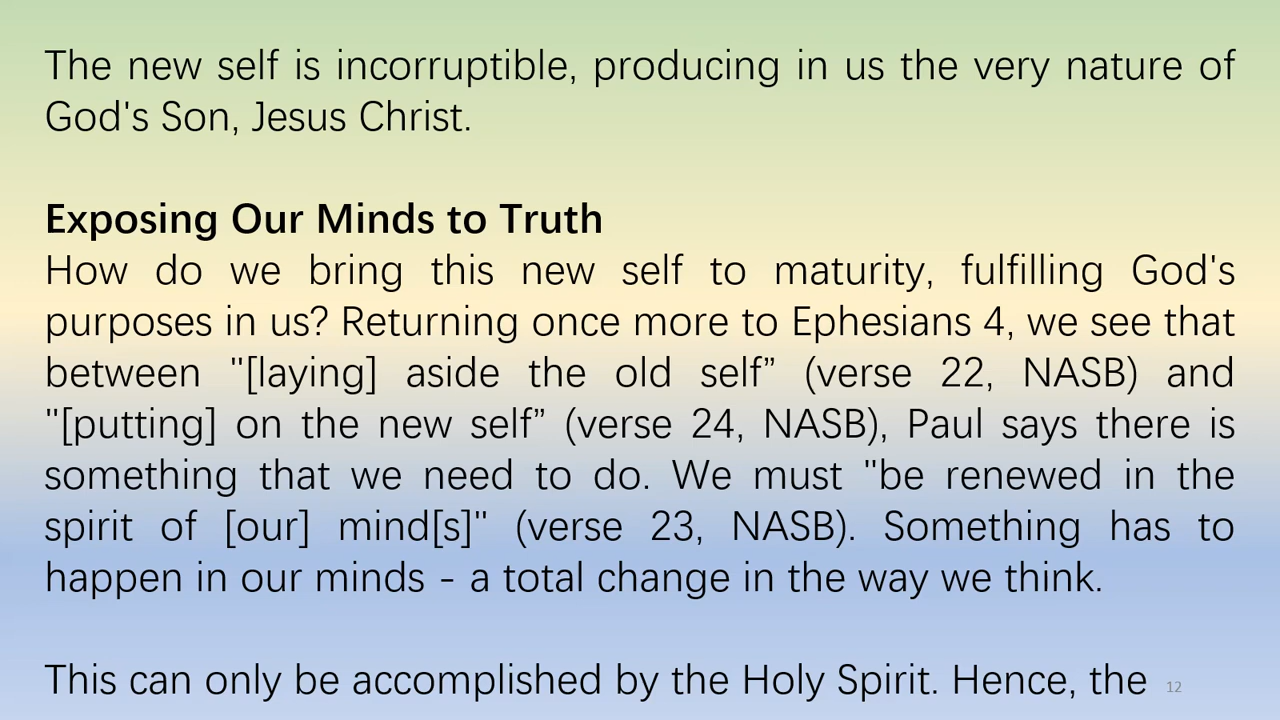 The new self is incorruptible, producing in us the very nature of
God's Son, Jesus Christ.
Exposing Our Minds to Truth
How do we bring this new self to maturity, fulfilling God's
purposes in us? Returning once more to Ephesians 4, we see that
between "[laying] aside the old self” (verse 22, NASB) and
"[putting] on the new self” (verse 24, NASB), Paul says there is
something that we need to do. We must "be renewed in the
spirit of [our] mind[s]" (verse 23, NASB). Something has to
happen in our minds - a total change in the way we think.
This can only be accomplished by the Holy Spirit. Hence, the
12